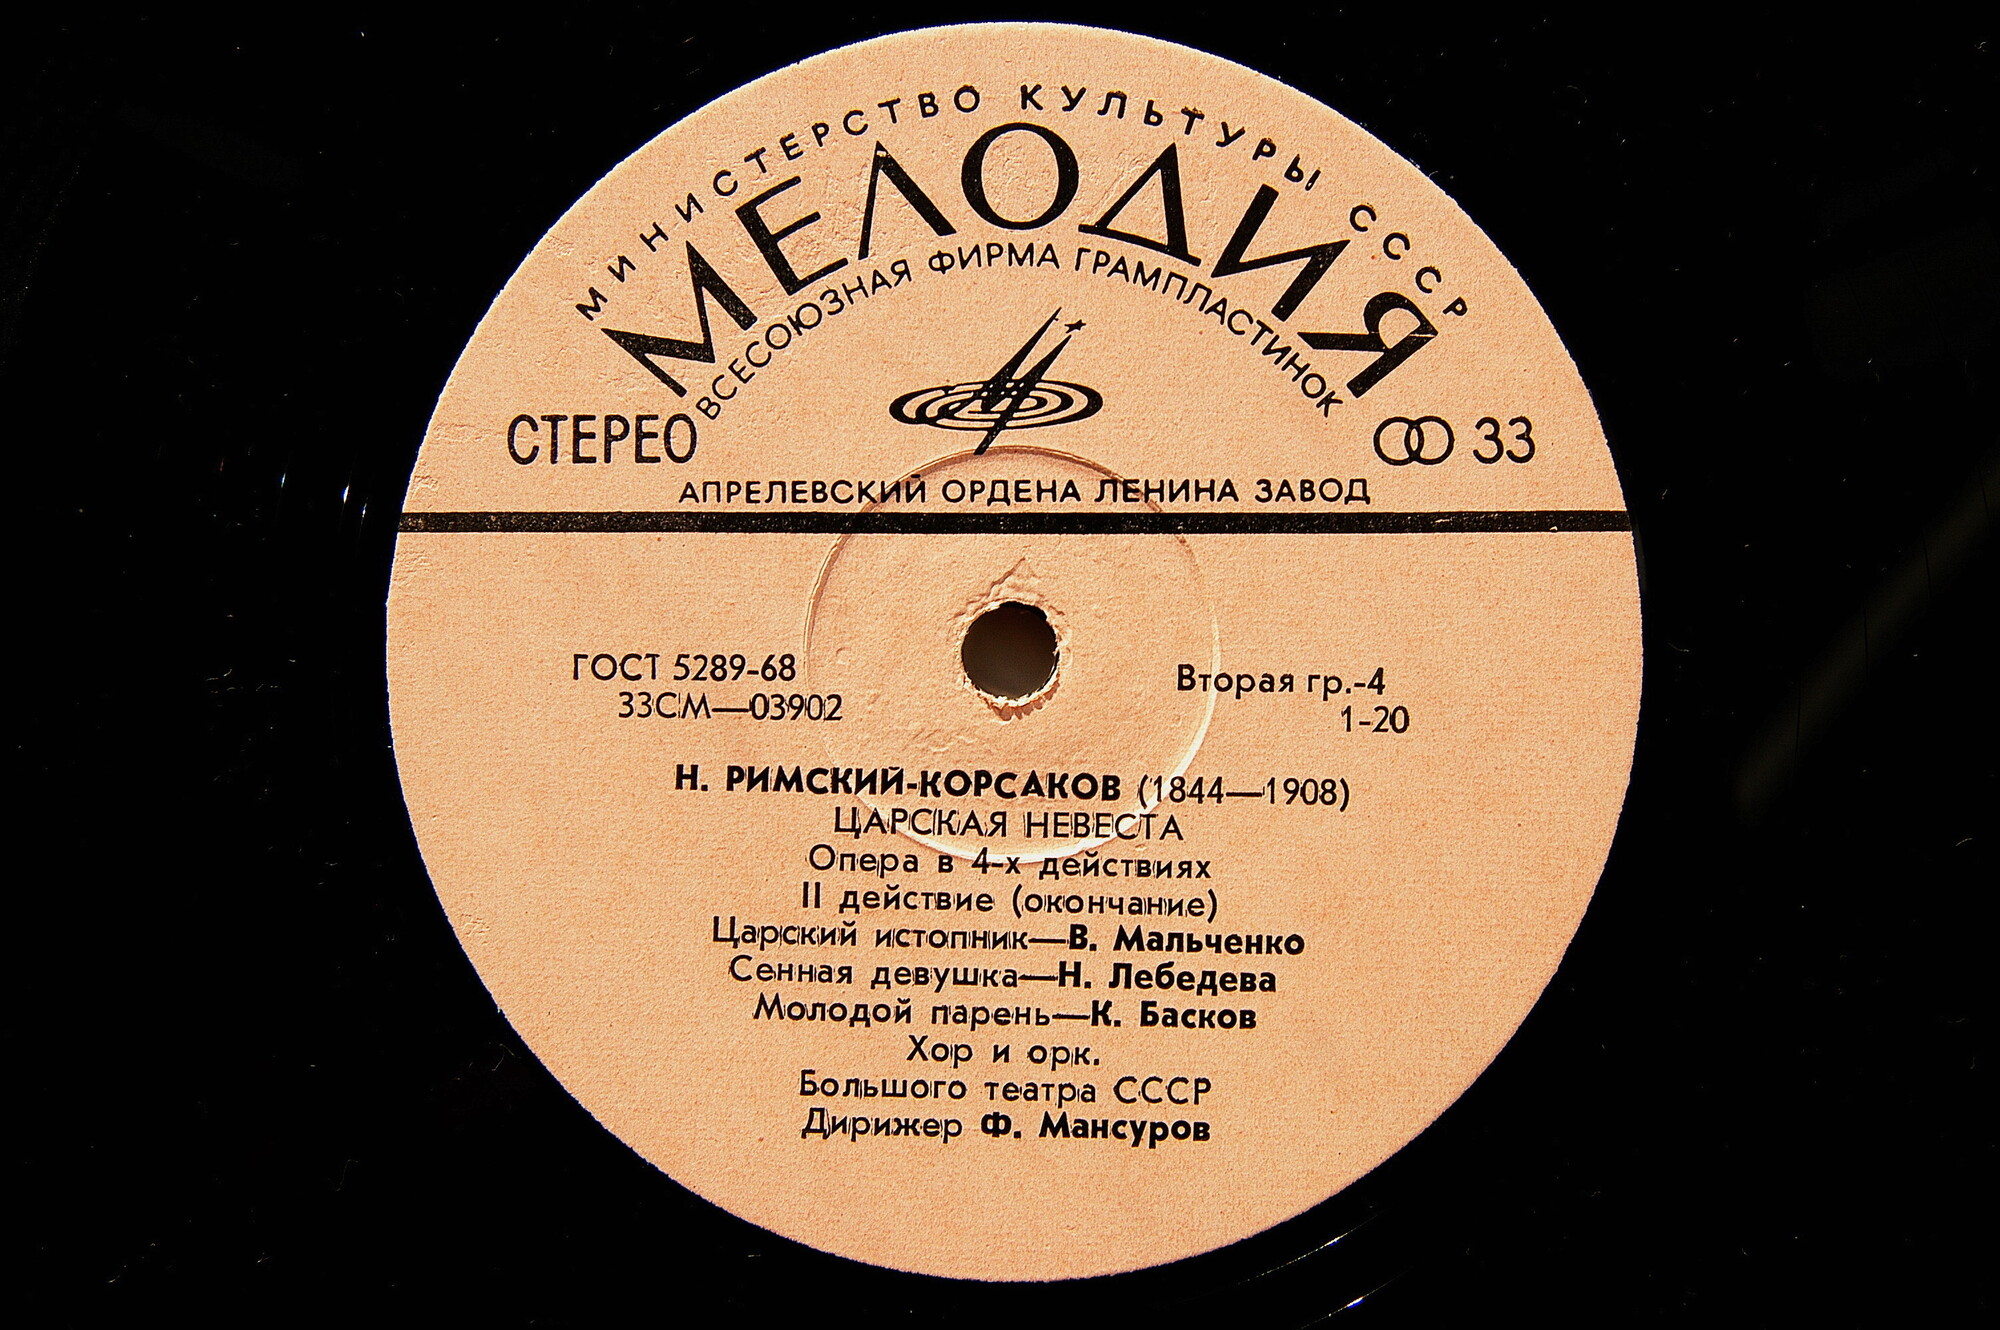 МИНИСТЕРСТВО КУЛЬТУРЫ СССР
МЕЛОДИЯ
ВСЕСОЮЗНАЯ ФИРМА ГРАМПЛАСТИНОК
СТЕРЕО
33
АПРЕЛЕВСКИЙ ОРДЕНА ЛЕНИНА ЗАВОД
ГОСТ 5289-68
33СМ—03902
Вторая гр.-4
1-20
Н. РИМСКИЙ-КОРСАКОВ (1844—1908)
ЦАРСКАЯ НЕВЕСТА
Опера в 4-х действиях
II действие (окончание)
Царский истопник—В. Мальченко
Сенная девушка—Н. Лебедева
Молодой парень—К. Басков
Хор и орк.
Большого театра СССР
Дирижер Ф. Мансуров